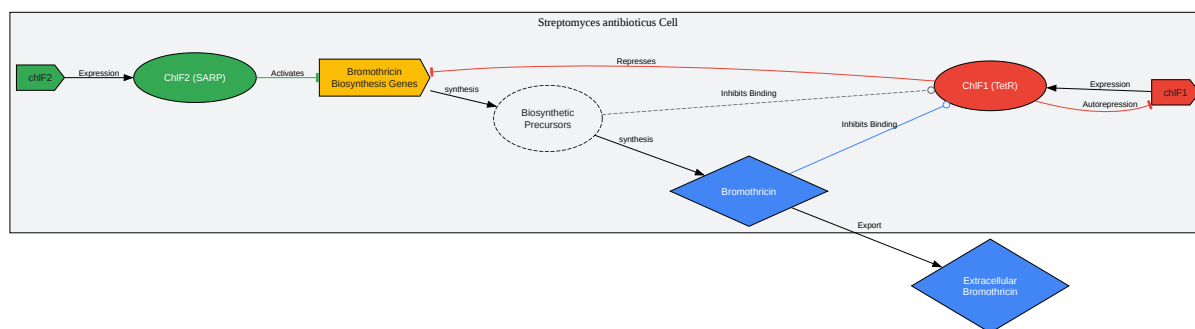 Streptomyces antibioticus Cell
chlF2
Expression
ChlF2 (SARP)
Activates
Bromothricin
Biosynthesis Genes
Represses
synthesis
Biosynthetic
Precursors
Inhibits Binding
ChlF1 (TetR)
Expression
Autorepression
chlF1
synthesis
Inhibits Binding
Bromothricin
Export
Extracellular
Bromothricin